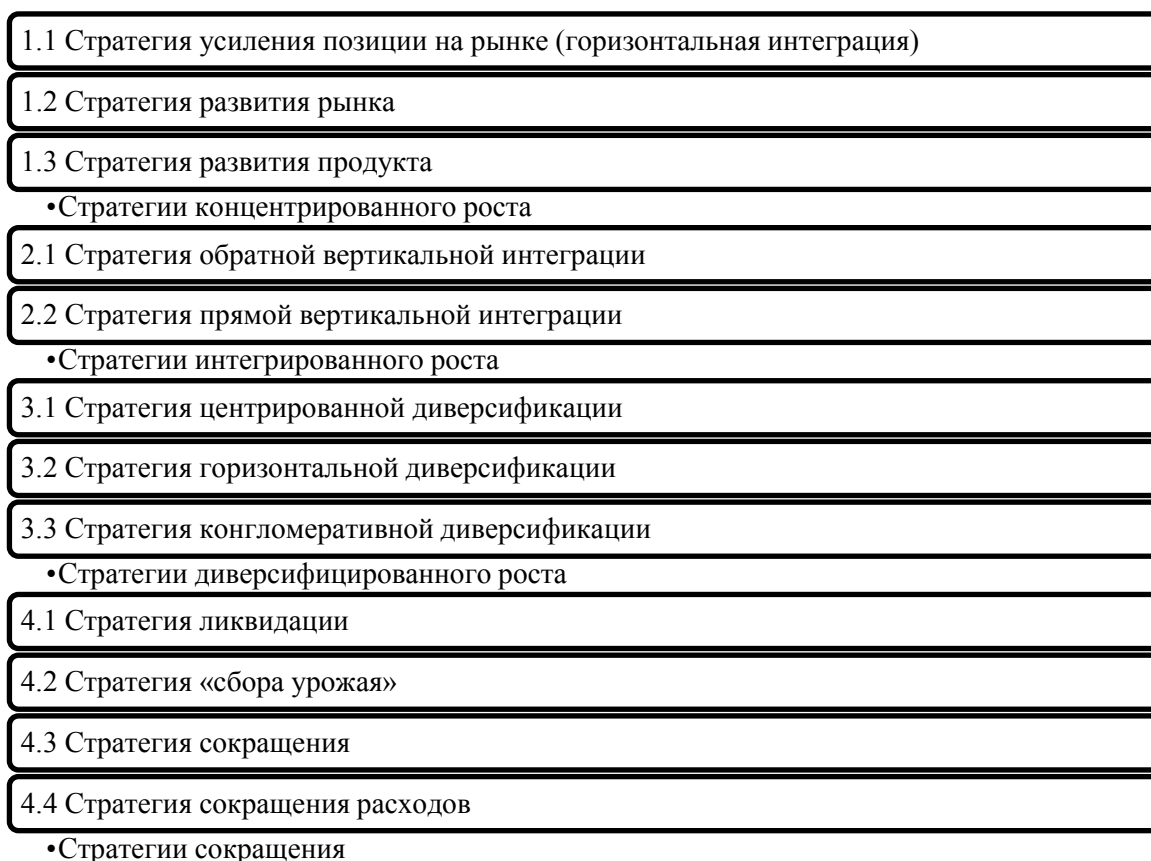 1.1 Стратегия усиления позиции на рынке (горизонтальная интеграция)
1.2 Стратегия развития рынка
1.3 Стратегия развития продукта
•Стратегии концентрированного роста
2.1 Стратегия обратной вертикальной интеграции
2.2 Стратегия прямой вертикальной интеграции
•Стратегии интегрированного роста
3.1 Стратегия центрированной диверсификации
3.2 Стратегия горизонтальной диверсификации
3.3 Стратегия конгломеративной диверсификации
•Стратегии диверсифицированного роста
4.1 Стратегия ликвидации
4.2 Стратегия «сбора урожая»
4.3 Стратегия сокращения
4.4 Стратегия сокращения расходов
•Стратегии сокращения